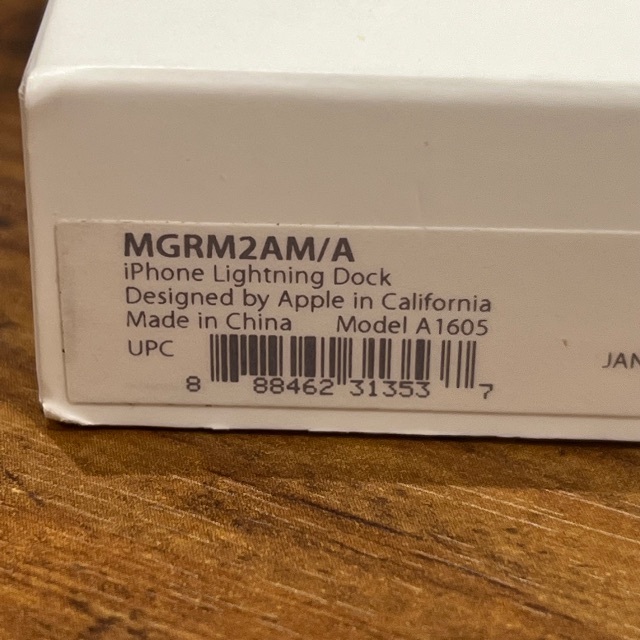 MGRM2AM/A
iPhone Lightning Dock
Designed by Apple in California
Made in China Model A1605
UPC
8 88462 31353 7
JAN